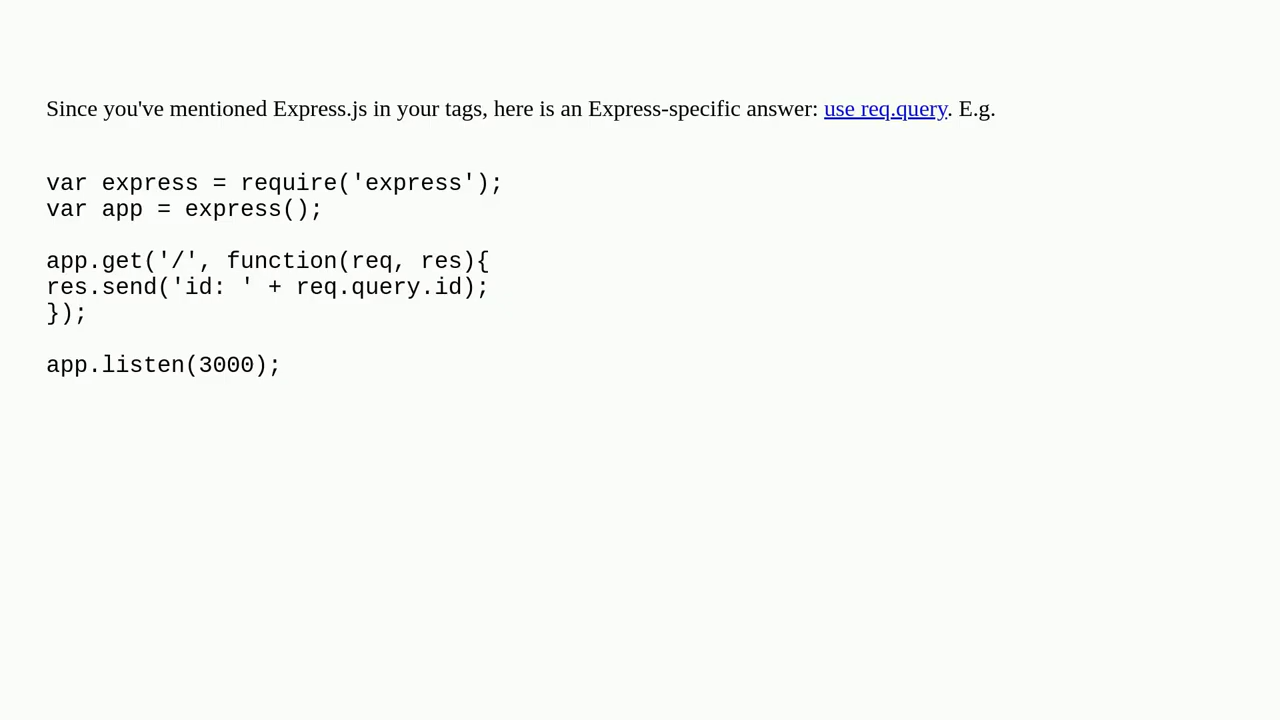 Since you've mentioned Express.js in your tags, here is an Express-specific answer: use req.query. E.g.
var express = require('express');
var app = express();
app.get('/', function(req, res){
res.send('id: ' + req.query.id);
});
app.listen(3000);